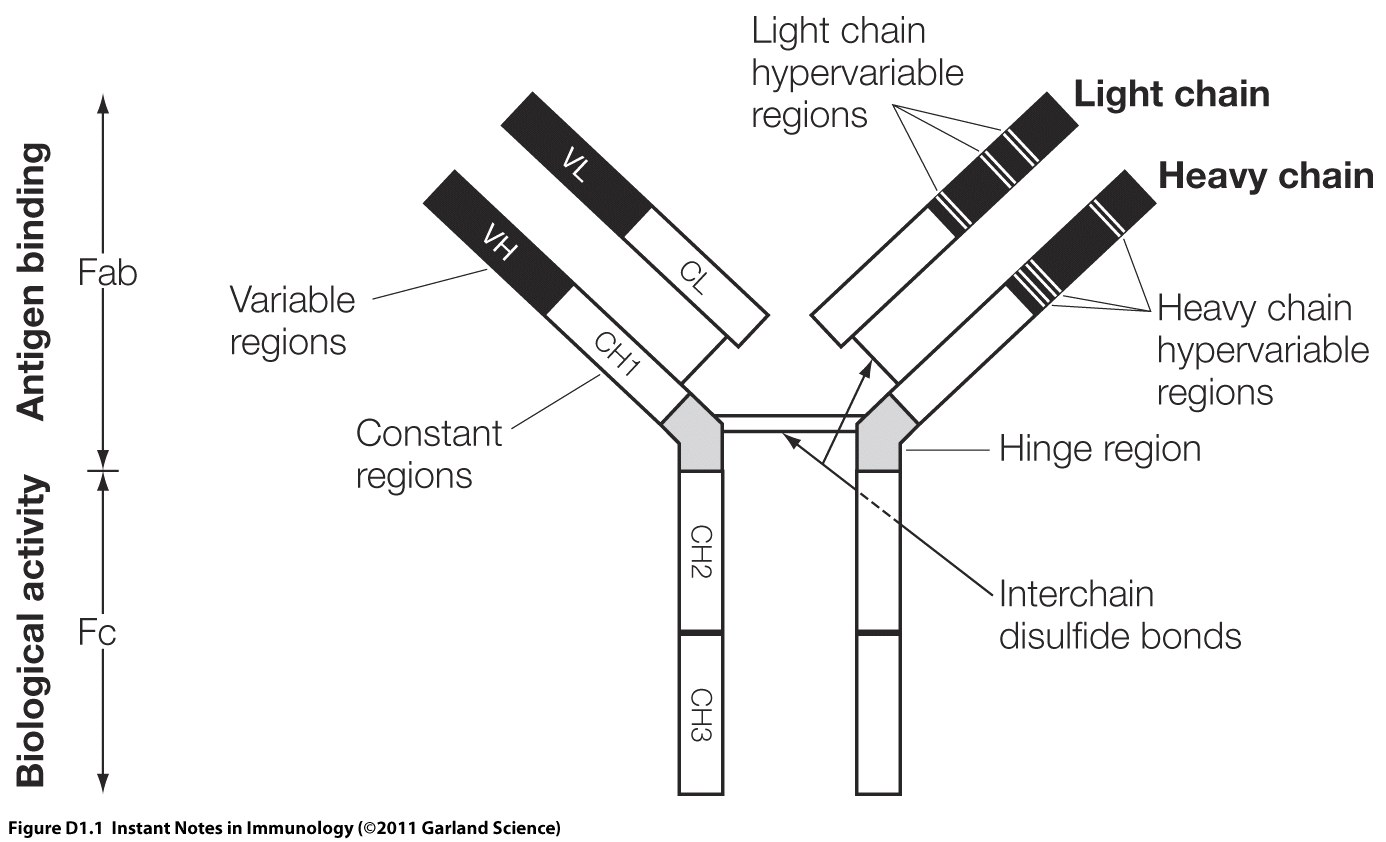 Light chain
hypervariable
regions
Light chain
Heavy chain
VL
VH
CL
CH1
Antigen binding
Fab
Variable
regions
Constant
regions
Heavy chain
hypervariable
regions
Hinge region
Biological activity
Fc
CH2
CH3
Interchain
disulfide bonds
Figure D1.1 Instant Notes in Immunology (©2011 Garland Science)